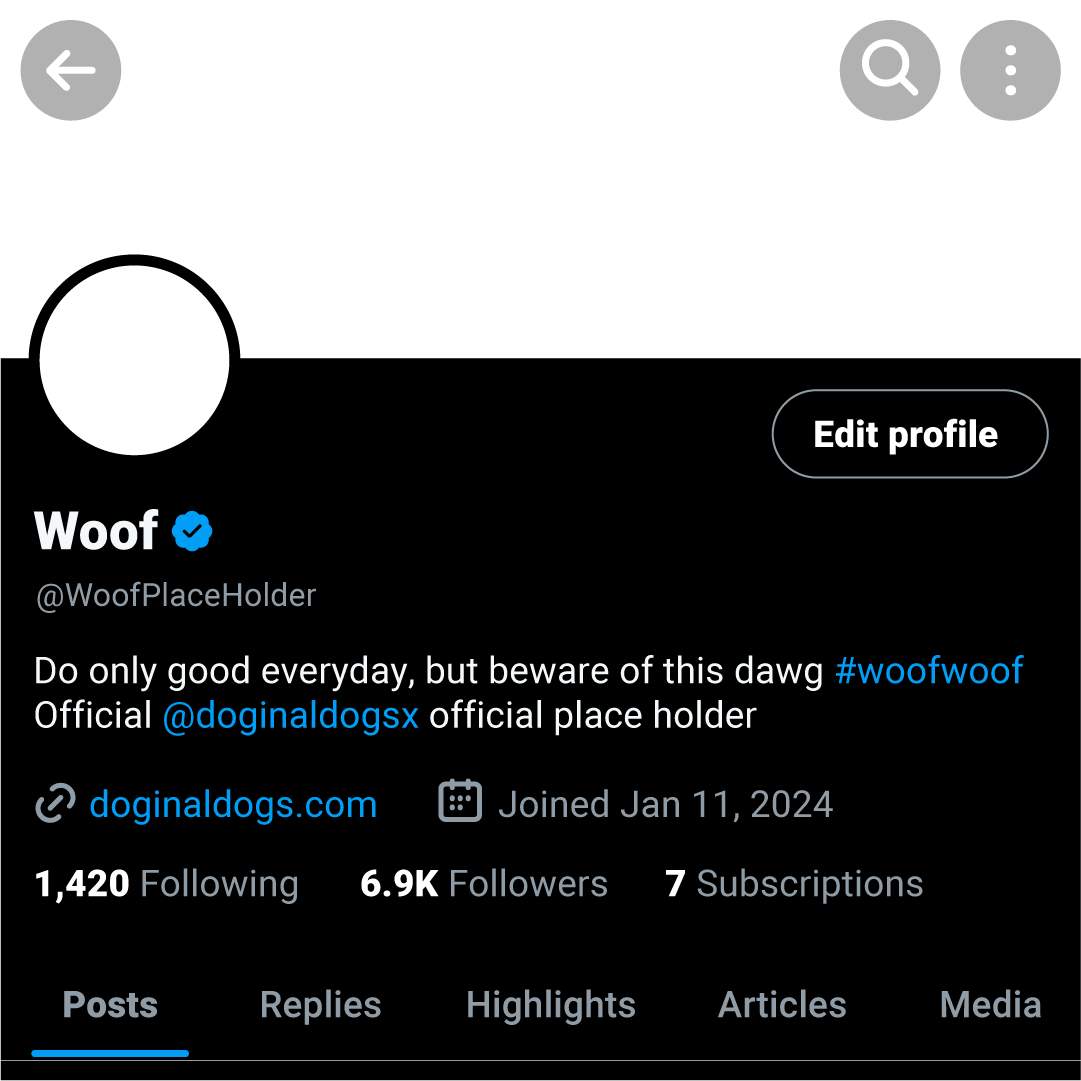 Edit profile
Woof
@WoofPlaceHolder
Do only good everyday, but beware of this dawg #woofwoof
Official @doginaldogsx official place holder
doginaldogs.com Joined Jan 11, 2024
1,420 Following 6.9K Followers 7 Subscriptions
Posts Replies Highlights Articles Media